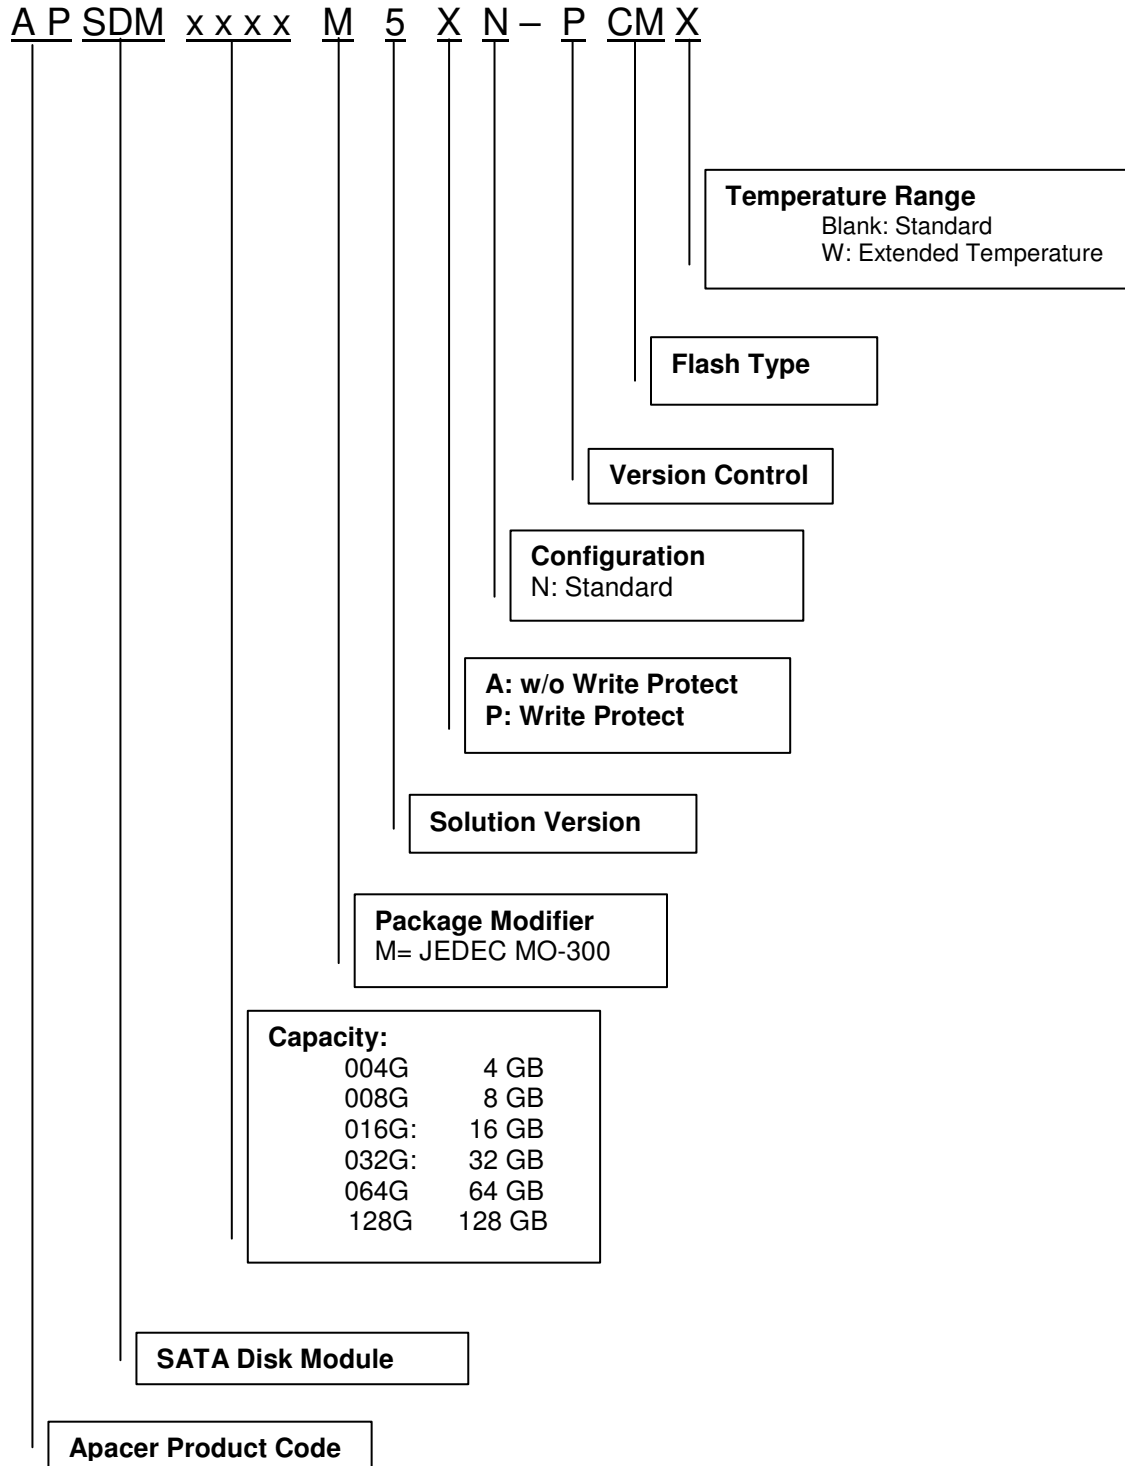 A P SDM x x x x M 5 X N – P CM X
Temperature Range
Blank: Standard
W: Extended Temperature
Flash Type
Version Control
Configuration
N: Standard
A: w/o Write Protect
P: Write Protect
Solution Version
Package Modifier
M= JEDEC MO-300
Capacity:
004G 4 GB
008G 8 GB
016G: 16 GB
032G: 32 GB
064G 64 GB
128G 128 GB
SATA Disk Module
Apacer Product Code